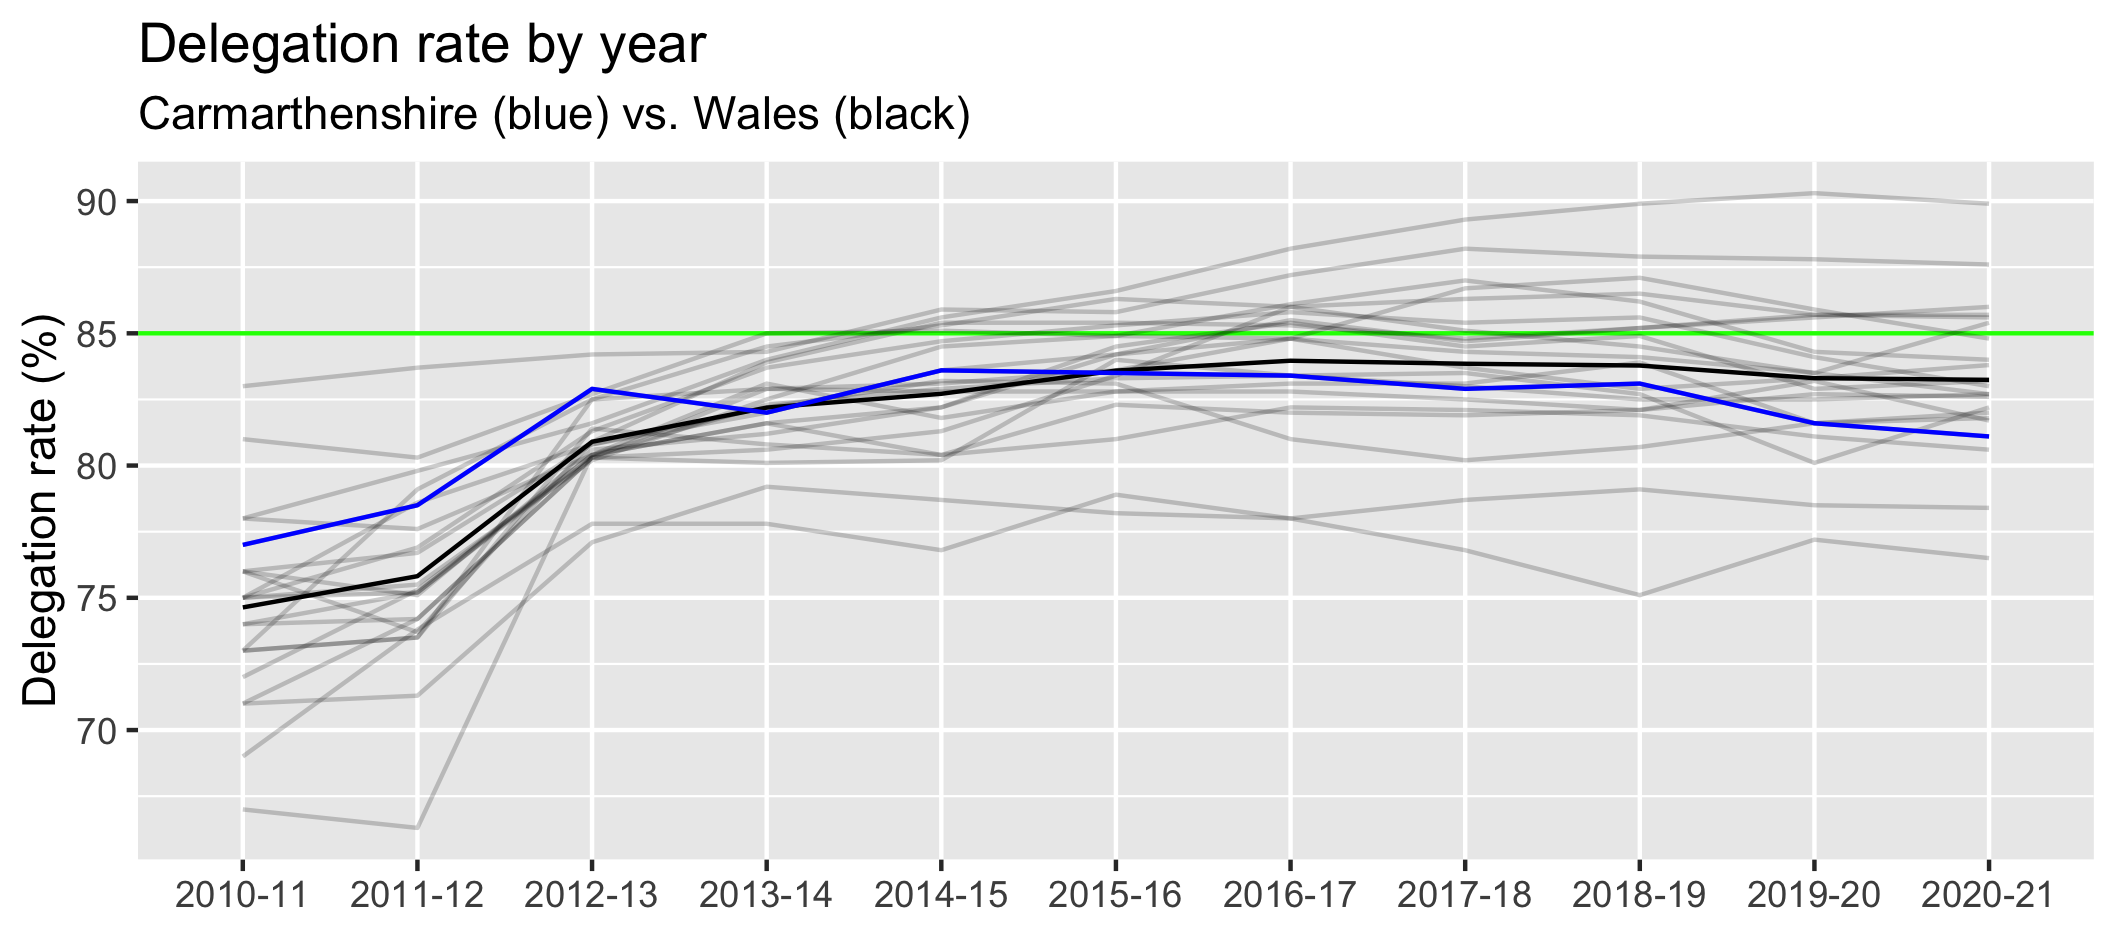 Delegation rate by year
Carmarthenshire (blue) vs. Wales (black)
Delegation rate (%)
90
85
80
75
70
2010-11 2011-12 2012-13 2013-14 2014-15 2015-16 2016-17 2017-18 2018-19 2019-20 2020-21